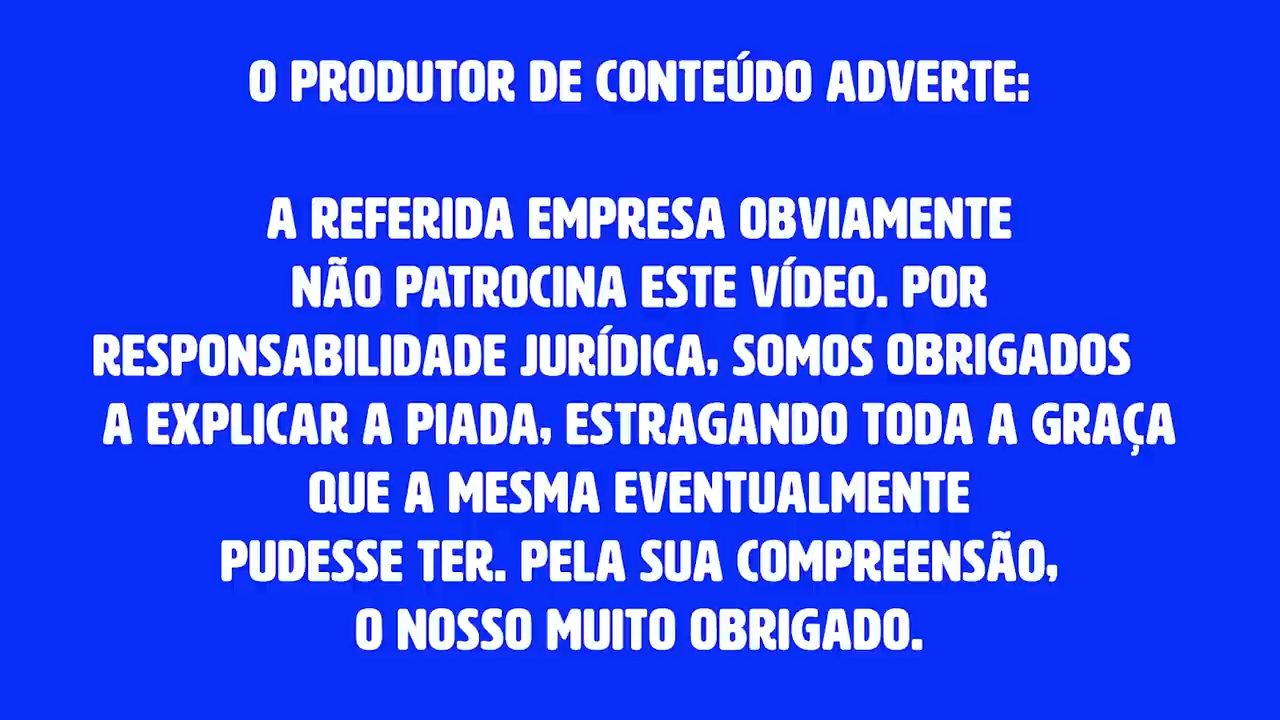 O PRODUTOR DE CONTEÚDO ADVERTE:
A REFERIDA EMPRESA OBVIAMENTE
NÃO PATROCINA ESTE VÍDEO. POR
RESPONSABILIDADE JURÍDICA, SOMOS OBRIGADOS
A EXPLICAR A PIADA, ESTRAGANDO TODA A GRAÇA
QUE A MESMA EVENTUALMENTE
PUDESSE TER. PELA SUA COMPREENSÃO,
O NOSSO MUITO OBRIGADO.